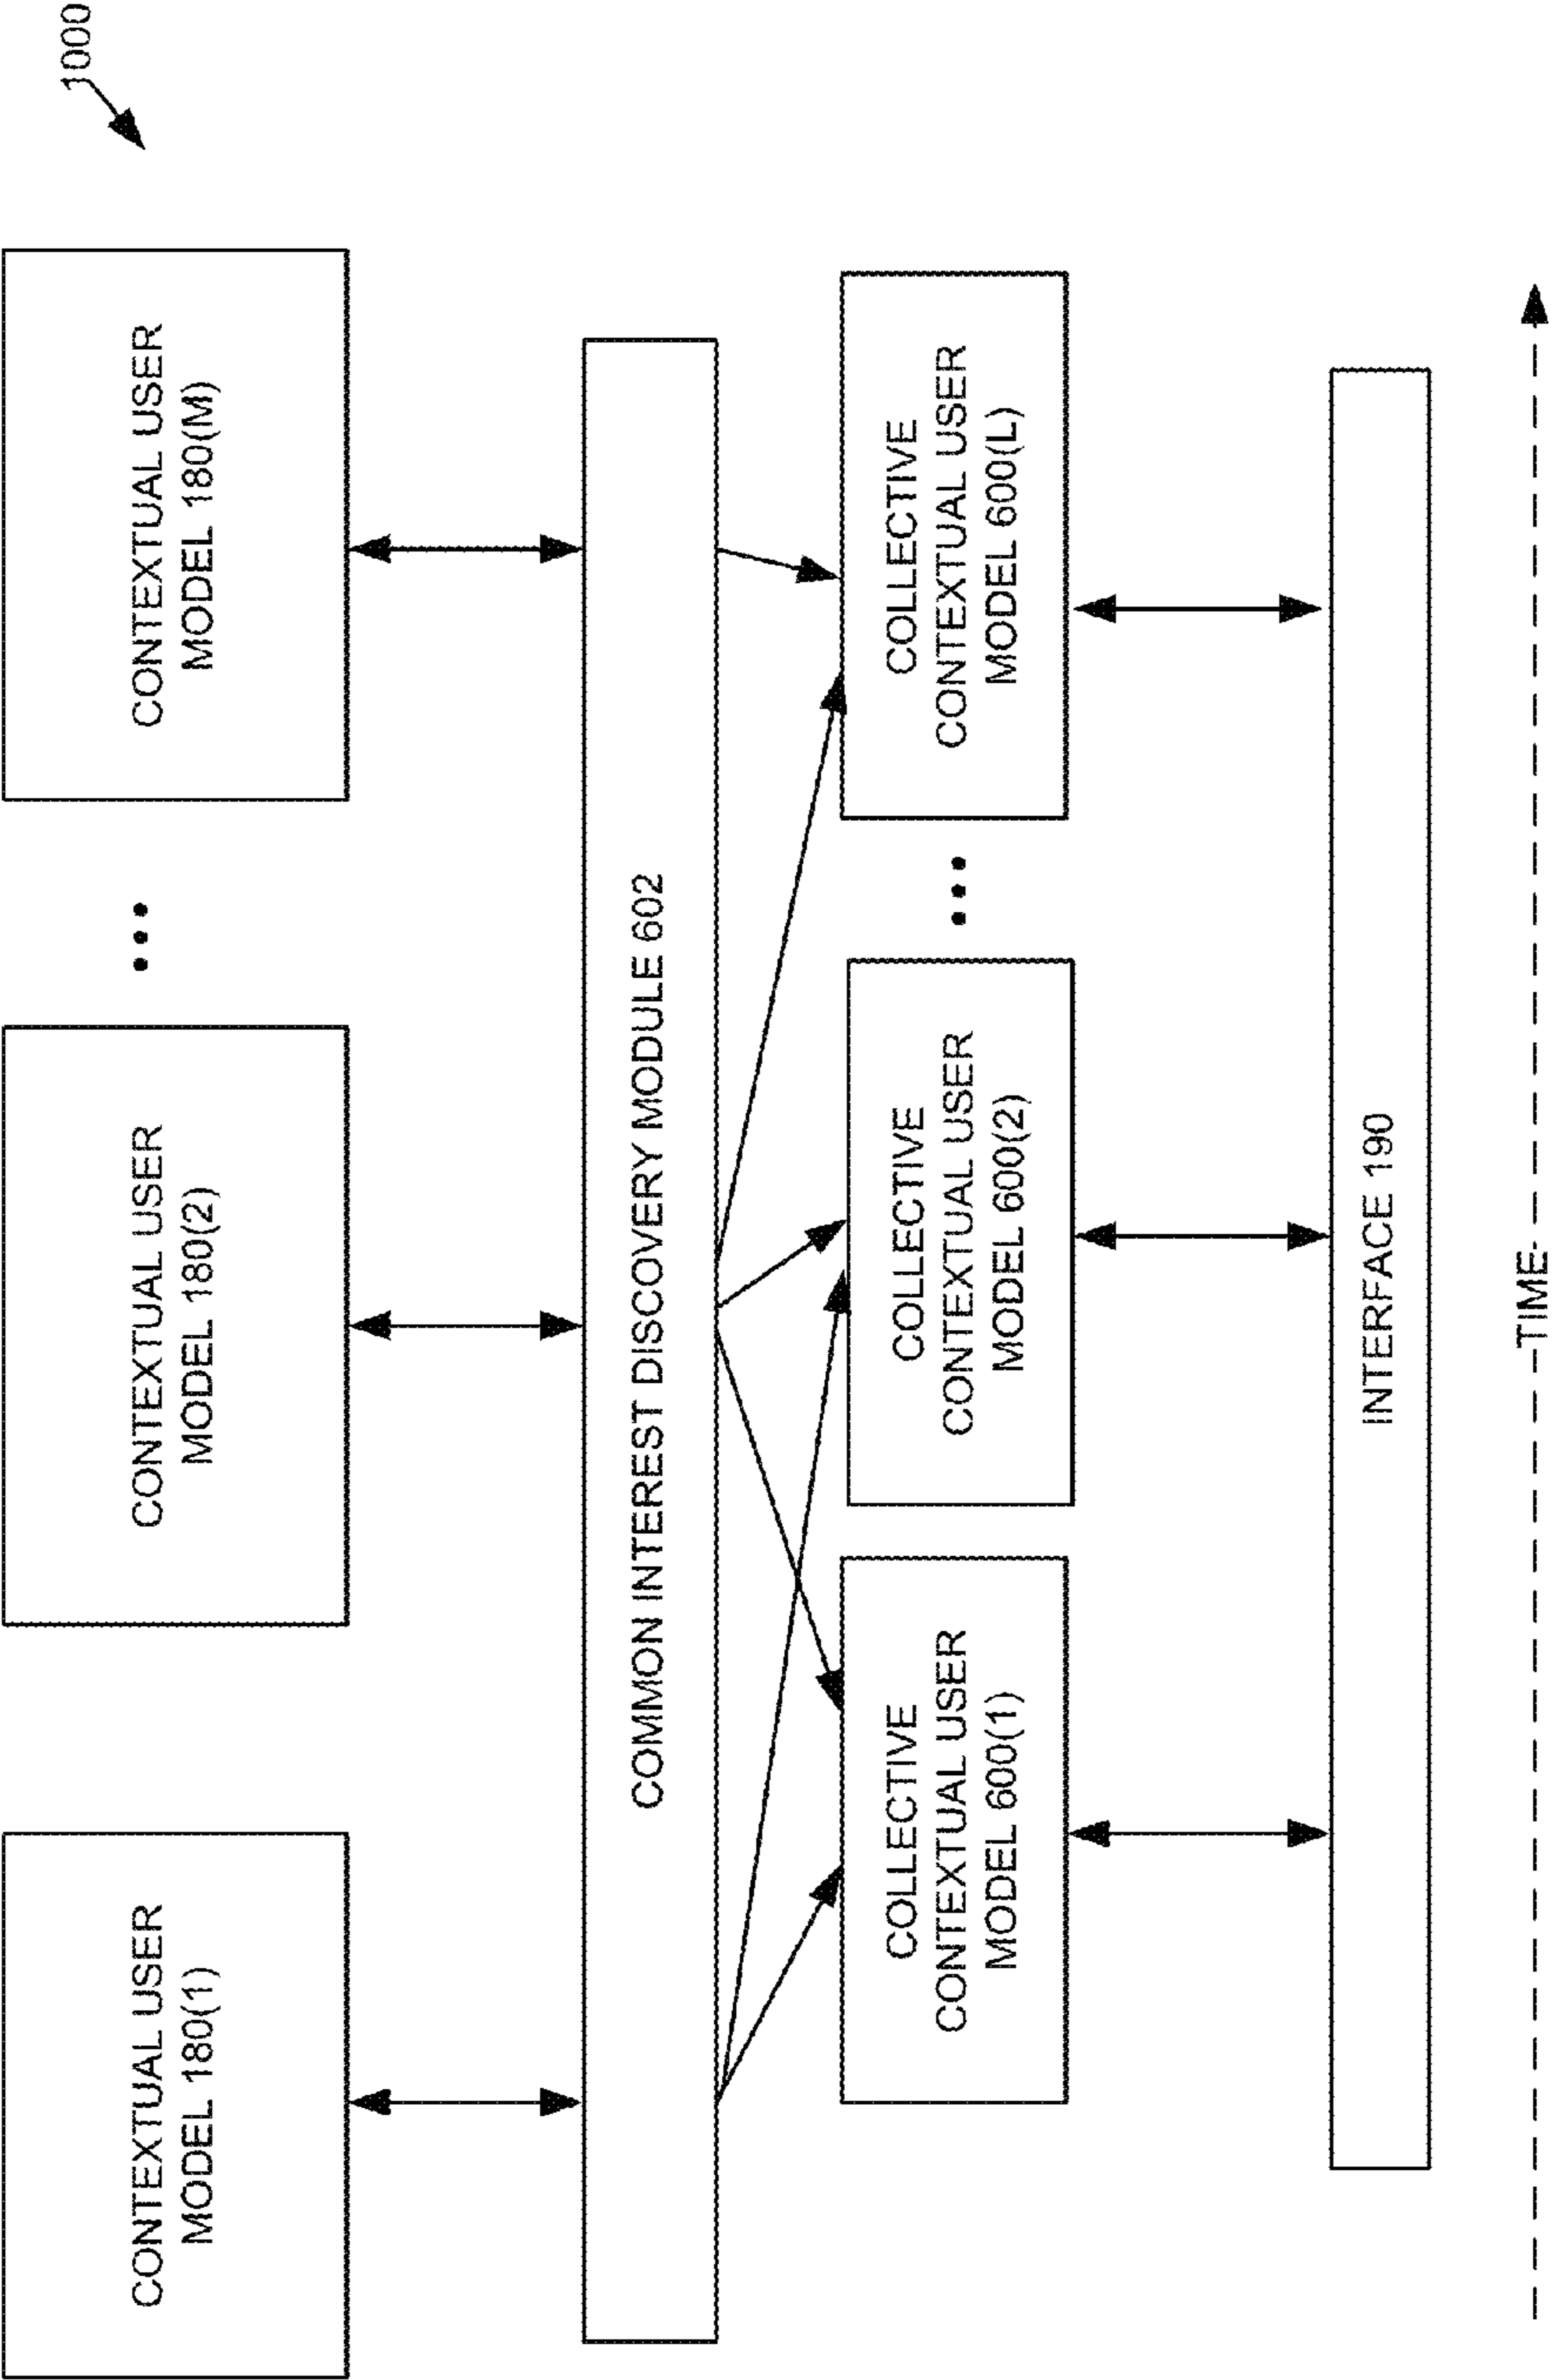 1000
CONTEXTUAL USER
MODEL 180(1)
CONTEXTUAL USER
MODEL 180(2)
...
CONTEXTUAL USER
MODEL 180(M)
COMMON INTEREST DISCOVERY MODULE 602
COLLECTIVE
CONTEXTUAL USER
MODEL 600(1)
COLLECTIVE
CONTEXTUAL USER
MODEL 600(2)
...
COLLECTIVE
CONTEXTUAL USER
MODEL 600(L)
INTERFACE 190
TIME